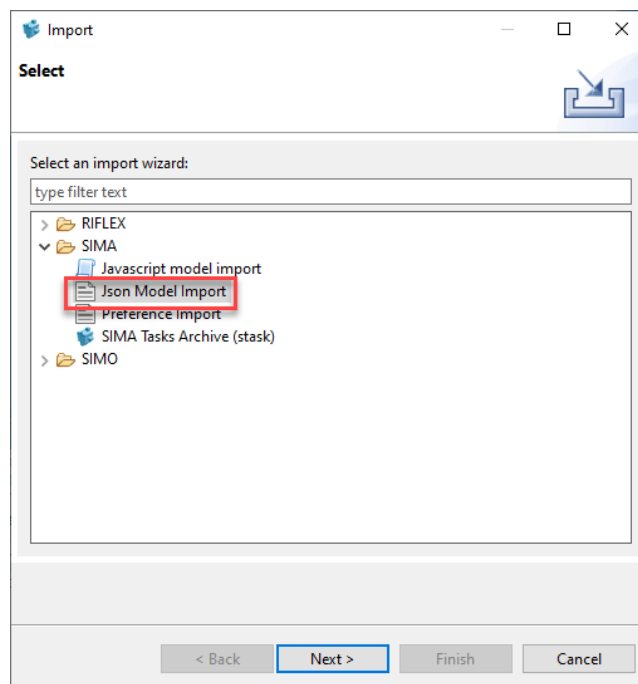 Import
Select
Select an import wizard:
type filter text
RIFLEX
SIMA
Javascript model import
Json Model Import
Preference Import
SIMA Tasks Archive (stask)
SIMO
< Back Next > Finish Cancel